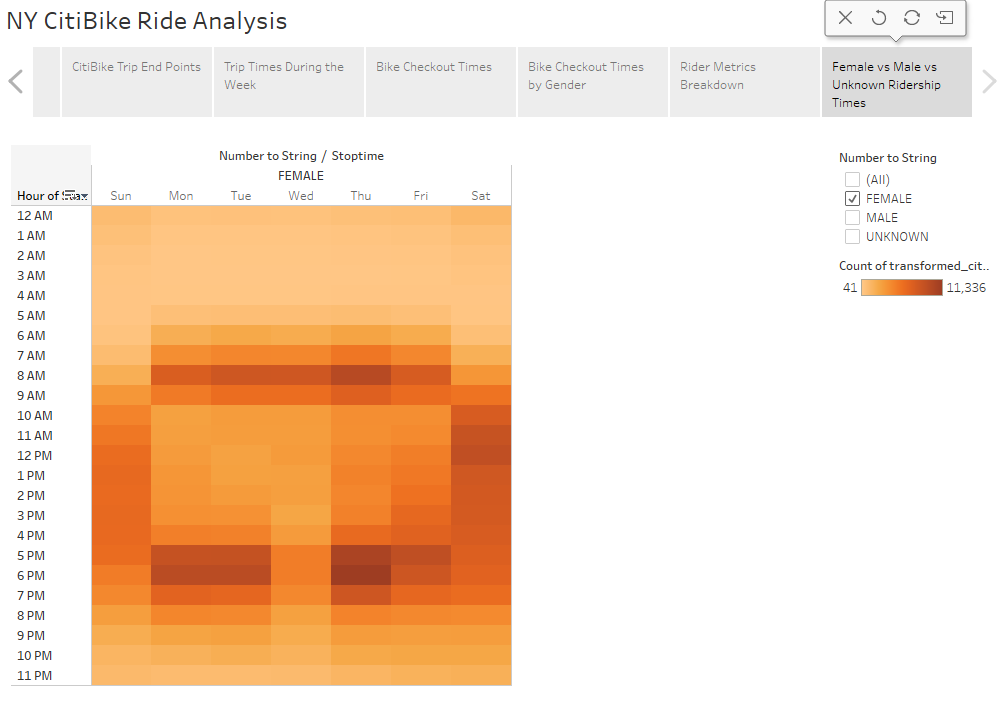 NY CitiBike Ride Analysis
CitiBike Trip End Points
Trip Times During the
Week
Bike Checkout Times
Bike Checkout Times
by Gender
Rider Metrics
Breakdown
Female vs Male vs
Unknown Ridership
Times
Number to String / Stoptime
FEMALE
Hour of
Sun Mon Tue Wed Thu Fri Sat
12 AM
1 AM
2 AM
3 AM
4 AM
5 AM
6 AM
7 AM
8 AM
9 AM
10 AM
11 AM
12 PM
1 PM
2 PM
3 PM
4 PM
5 PM
6 PM
7 PM
8 PM
9 PM
10 PM
11 PM
Number to String
(All)
FEMALE
MALE
UNKNOWN
Count of transformed_cit..
41 11,336